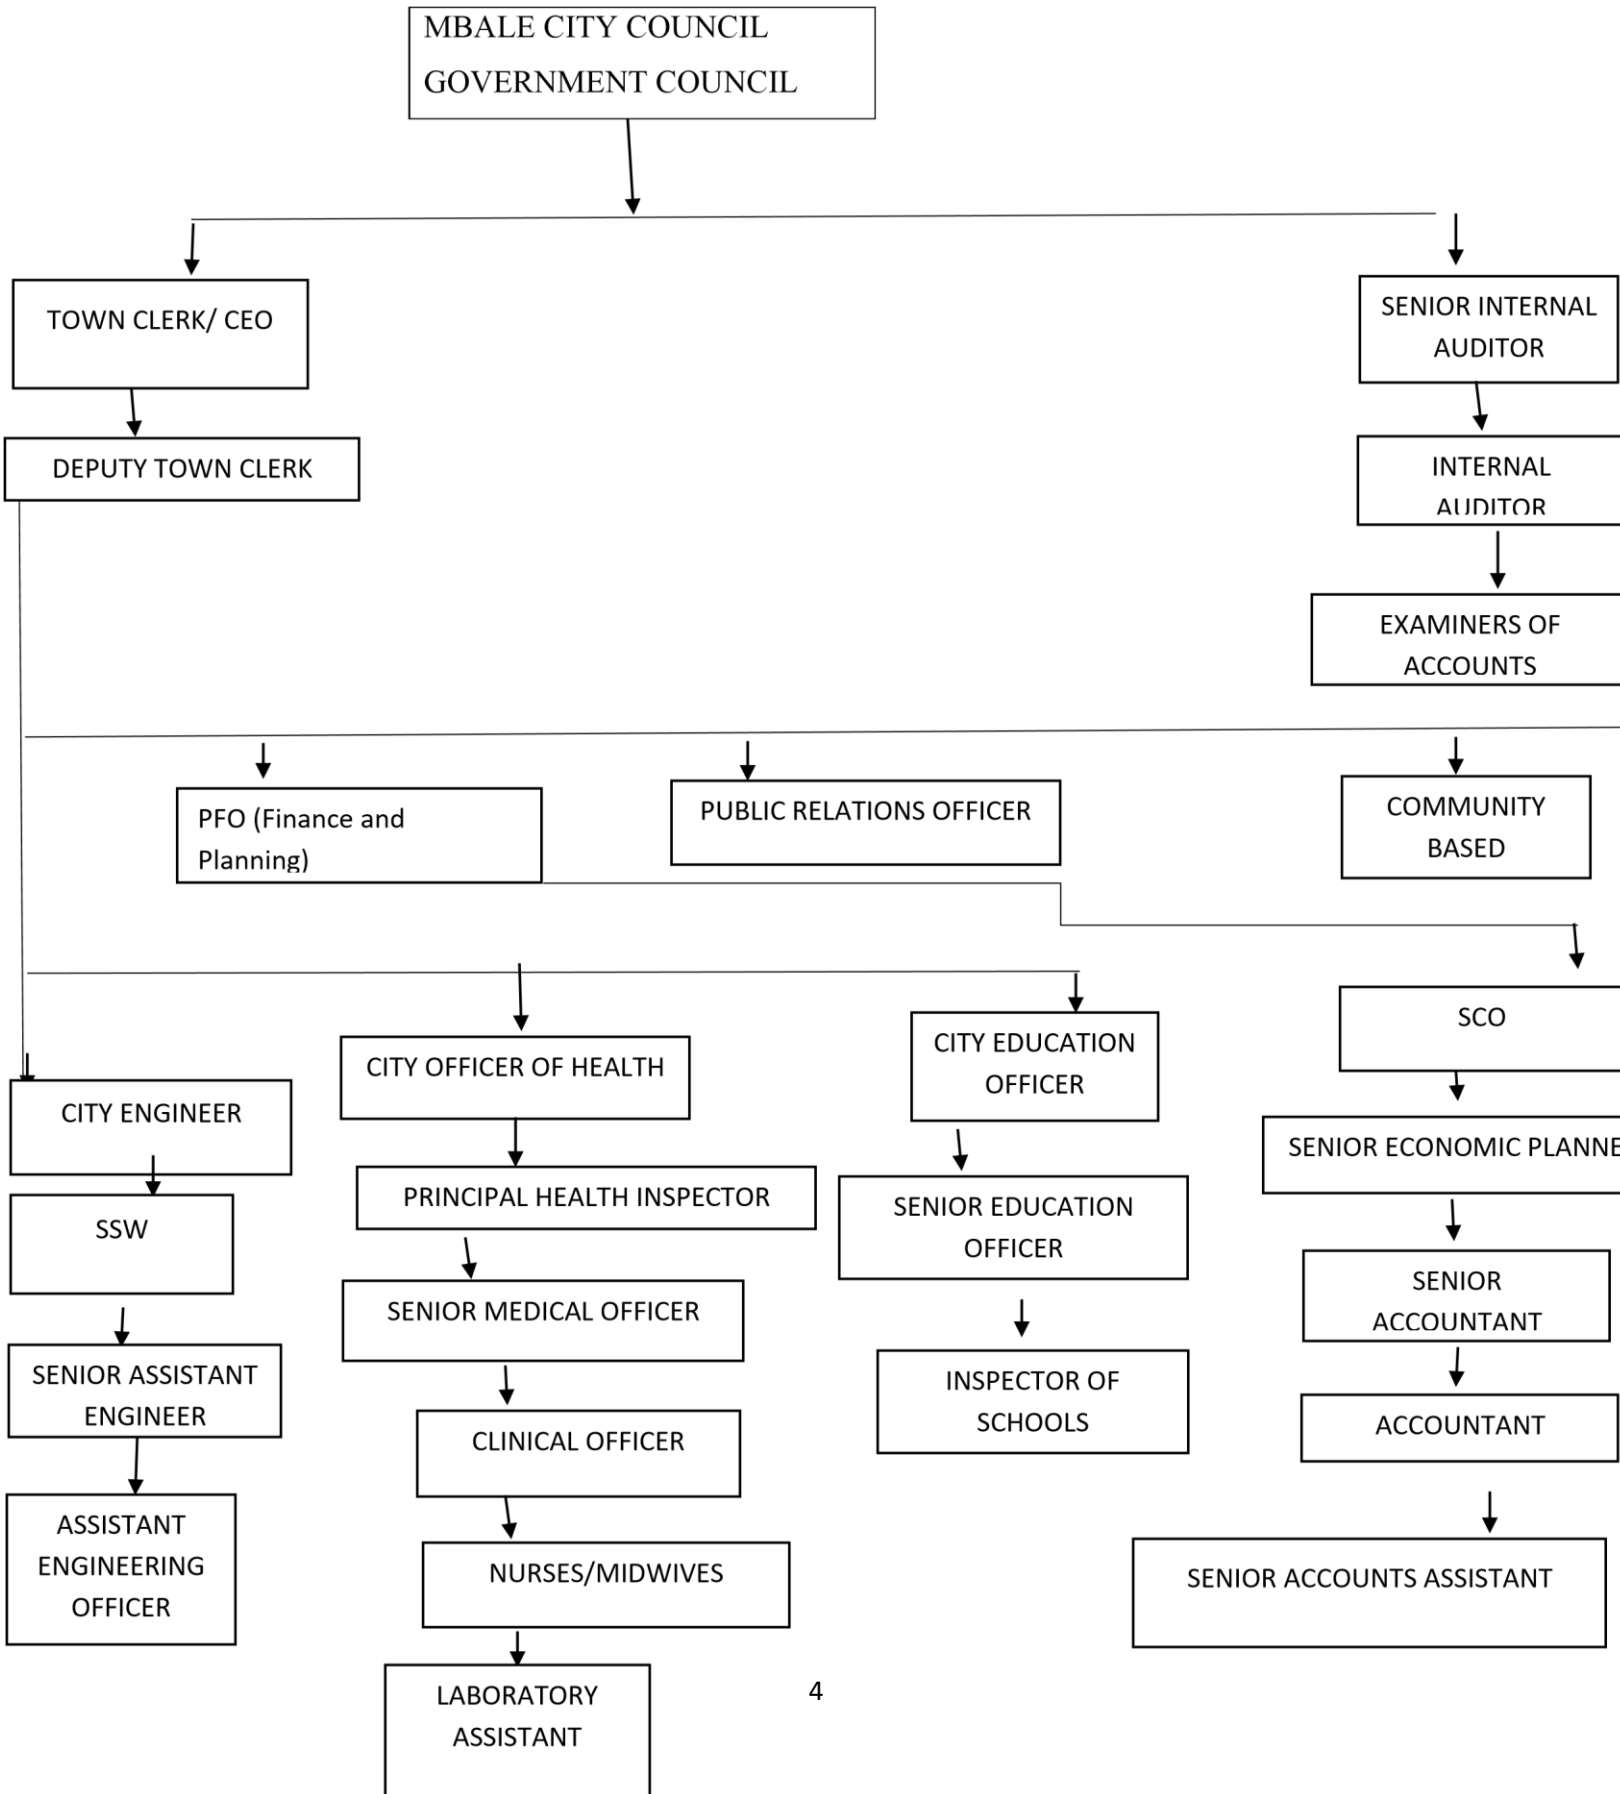 MBALE CITY COUNCIL
GOVERNMENT COUNCIL
TOWN CLERK/ CEO
SENIOR INTERNAL
AUDITOR
DEPUTY TOWN CLERK
INTERNAL
AUDITOR
EXAMINERS OF
ACCOUNTS
PFO (Finance and
Planning)
PUBLIC RELATIONS OFFICER
COMMUNITY
BASED
CITY ENGINEER
SSW
SENIOR ASSISTANT
ENGINEER
ASSISTANT
ENGINEERING
OFFICER
CITY OFFICER OF HEALTH
PRINCIPAL HEALTH INSPECTOR
SENIOR MEDICAL OFFICER
CLINICAL OFFICER
NURSES/MIDWIVES
LABORATORY
ASSISTANT
CITY EDUCATION
OFFICER
SENIOR EDUCATION
OFFICER
INSPECTOR OF
SCHOOLS
SCO
SENIOR ECONOMIC PLANNE
SENIOR
ACCOUNTANT
ACCOUNTANT
SENIOR ACCOUNTS ASSISTANT
4